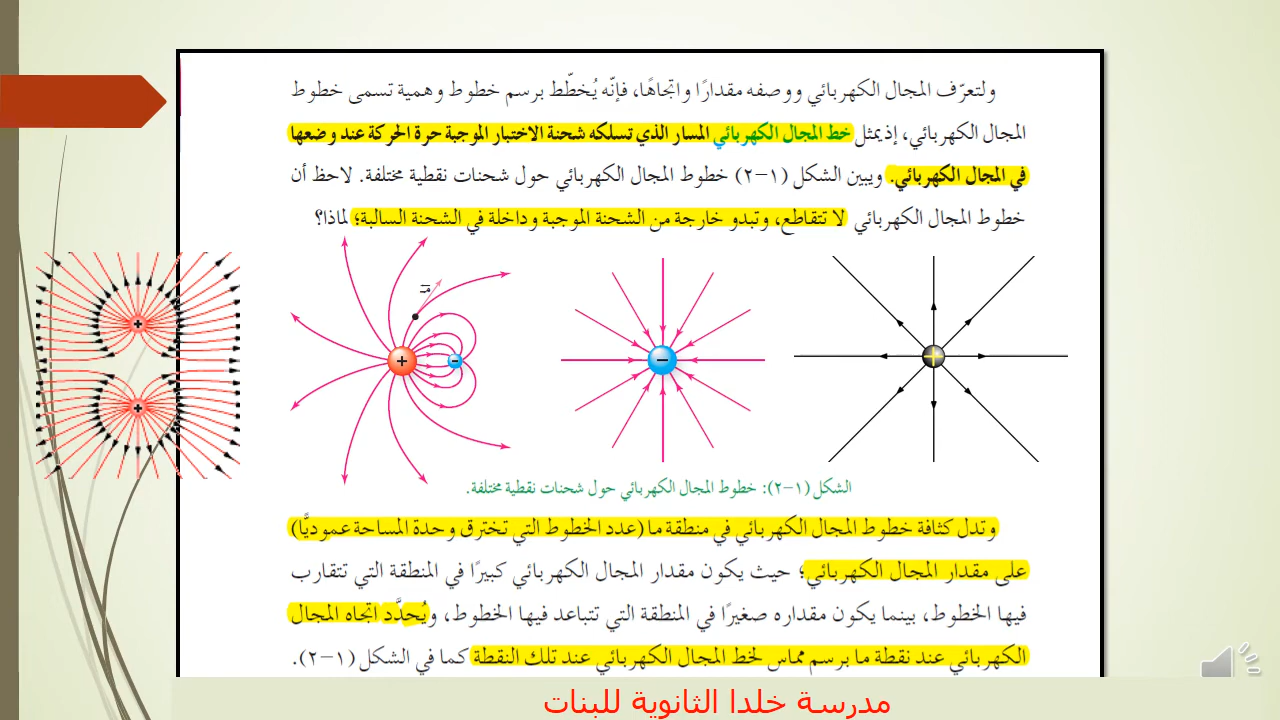 ولتعرّف المجال الكهربائي ووصفه مقدارًا واتجاهًا، فإنّه يُخطّط برسم خطوط وهمية تسمى خطوط
المجال الكهربائي، إذ يمثل خط المجال الكهربائي المسار الذي تسلكه شحنة الاختبار الموجبة حرة الحركة عند وضعها
في المجال الكهربائي. ويبين الشكل (١-٢) خطوط المجال الكهربائي حول شحنات نقطية مختلفة. لاحظ أن
خطوط المجال الكهربائي لا تتقاطع، وتبدو خارجة من الشحنة الموجبة وداخلة في الشحنة السالبة؛ لماذا؟
الشكل (١-٢): خطوط المجال الكهربائي حول شحنات نقطية مختلفة.
وتدل كثافة خطوط المجال الكهربائي في منطقة ما (عدد الخطوط التي تخترق وحدة المساحة عموديًّا)
على مقدار المجال الكهربائي؛ حيث يكون مقدار المجال الكهربائي كبيرًا في المنطقة التي تتقارب
فيها الخطوط، بينما يكون مقداره صغيرًا في المنطقة التي تتباعد فيها الخطوط، ويُحدَّد اتجاه المجال
الكهربائي عند نقطة ما برسم مماس لخط المجال الكهربائي عند تلك النقطة كما في الشكل (١-٢).
مدرسة خلدا الثانوية للبنات